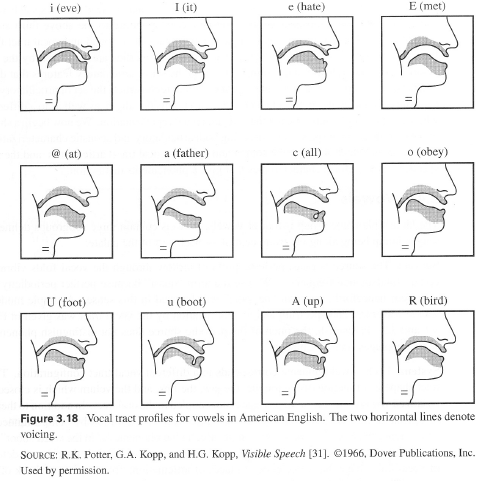 i (eve) I (it) e (hate) E (met)
@ (at) a (father) c (all) o (obey)
U (foot) u (boot) A (up) R (bird)
Figure 3.18 Vocal tract profiles for vowels in American English. The two horizontal lines denote
voicing.
SOURCE: R.K. Potter, G.A. Kopp, and H.G. Kopp, Visible Speech [31]. ©1966, Dover Publications, Inc.
Used by permission.